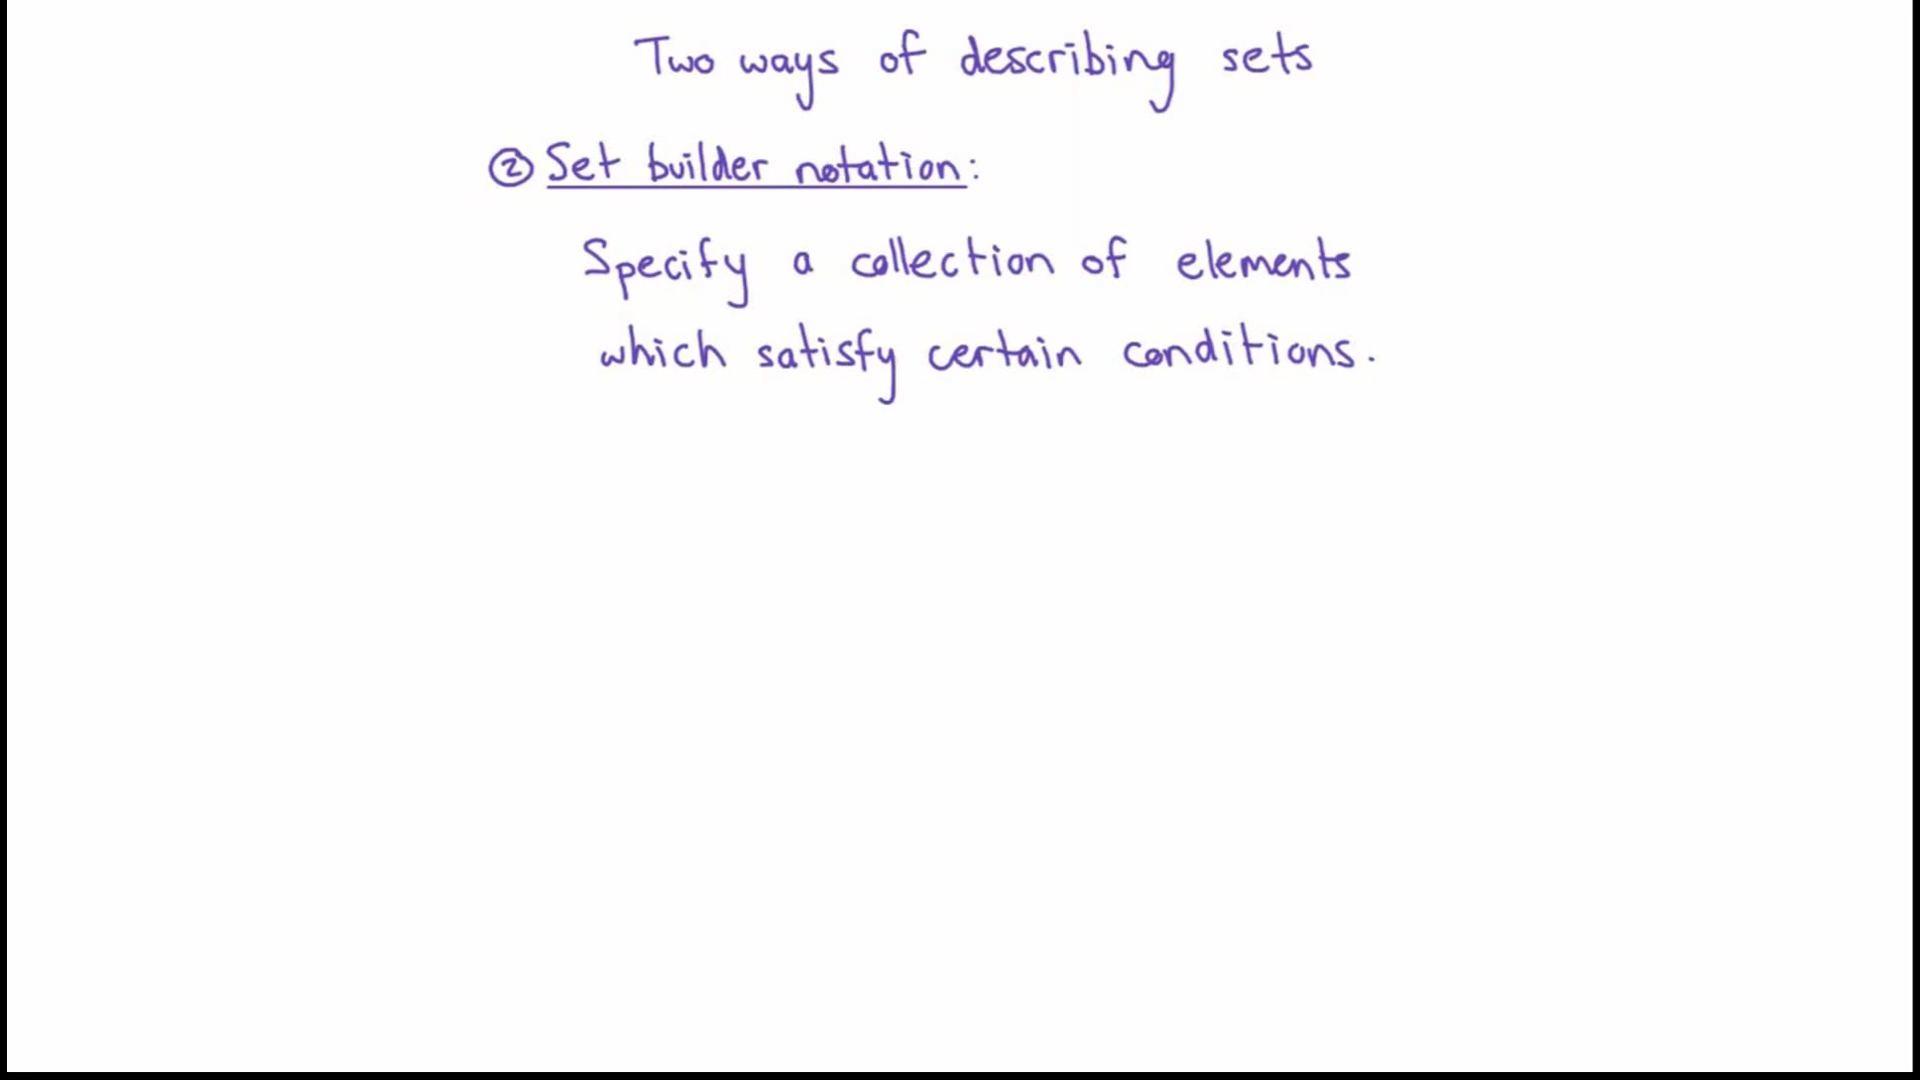 Two ways of describing sets
② Set builder notation:
Specify a collection of elements
which satisfy certain conditions.